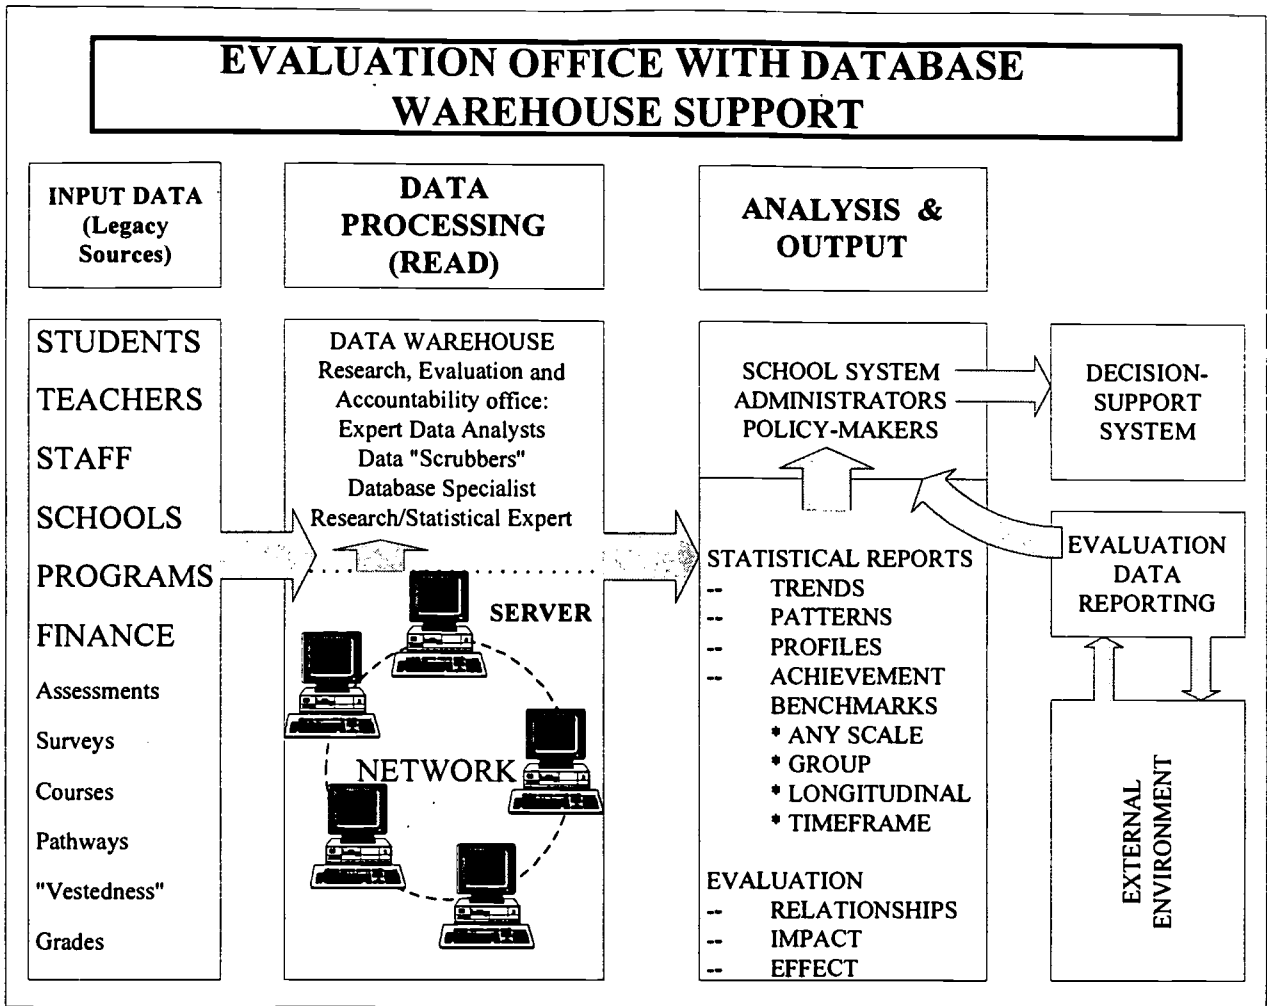 EVALUATION OFFICE WITH DATABASE
WAREHOUSE SUPPORT
INPUT DATA
(Legacy
Sources)
DATA
PROCESSING
(READ)
ANALYSIS &
OUTPUT
STUDENTS
TEACHERS
STAFF
SCHOOLS
PROGRAMS
FINANCE
Assessments
Surveys
Courses
Pathways
"Vestedness"
Grades
DATA WAREHOUSE
Research, Evaluation and
Accountability office:
Expert Data Analysts
Data "Scrubbers"
Database Specialist
Research/Statistical Expert
SERVER
NETWORK
SCHOOL SYSTEM
ADMINISTRATORS
POLICY-MAKERS
STATISTICAL REPORTS
-- TRENDS
-- PATTERNS
-- PROFILES
-- ACHIEVEMENT
BENCHMARKS
* ANY SCALE
* GROUP
* LONGITUDINAL
* TIMEFRAME
EVALUATION
-- RELATIONSHIPS
-- IMPACT
-- EFFECT
DECISION-
SUPPORT
SYSTEM
EVALUATION
DATA
REPORTING
EXTERNAL
ENVIRONMENT